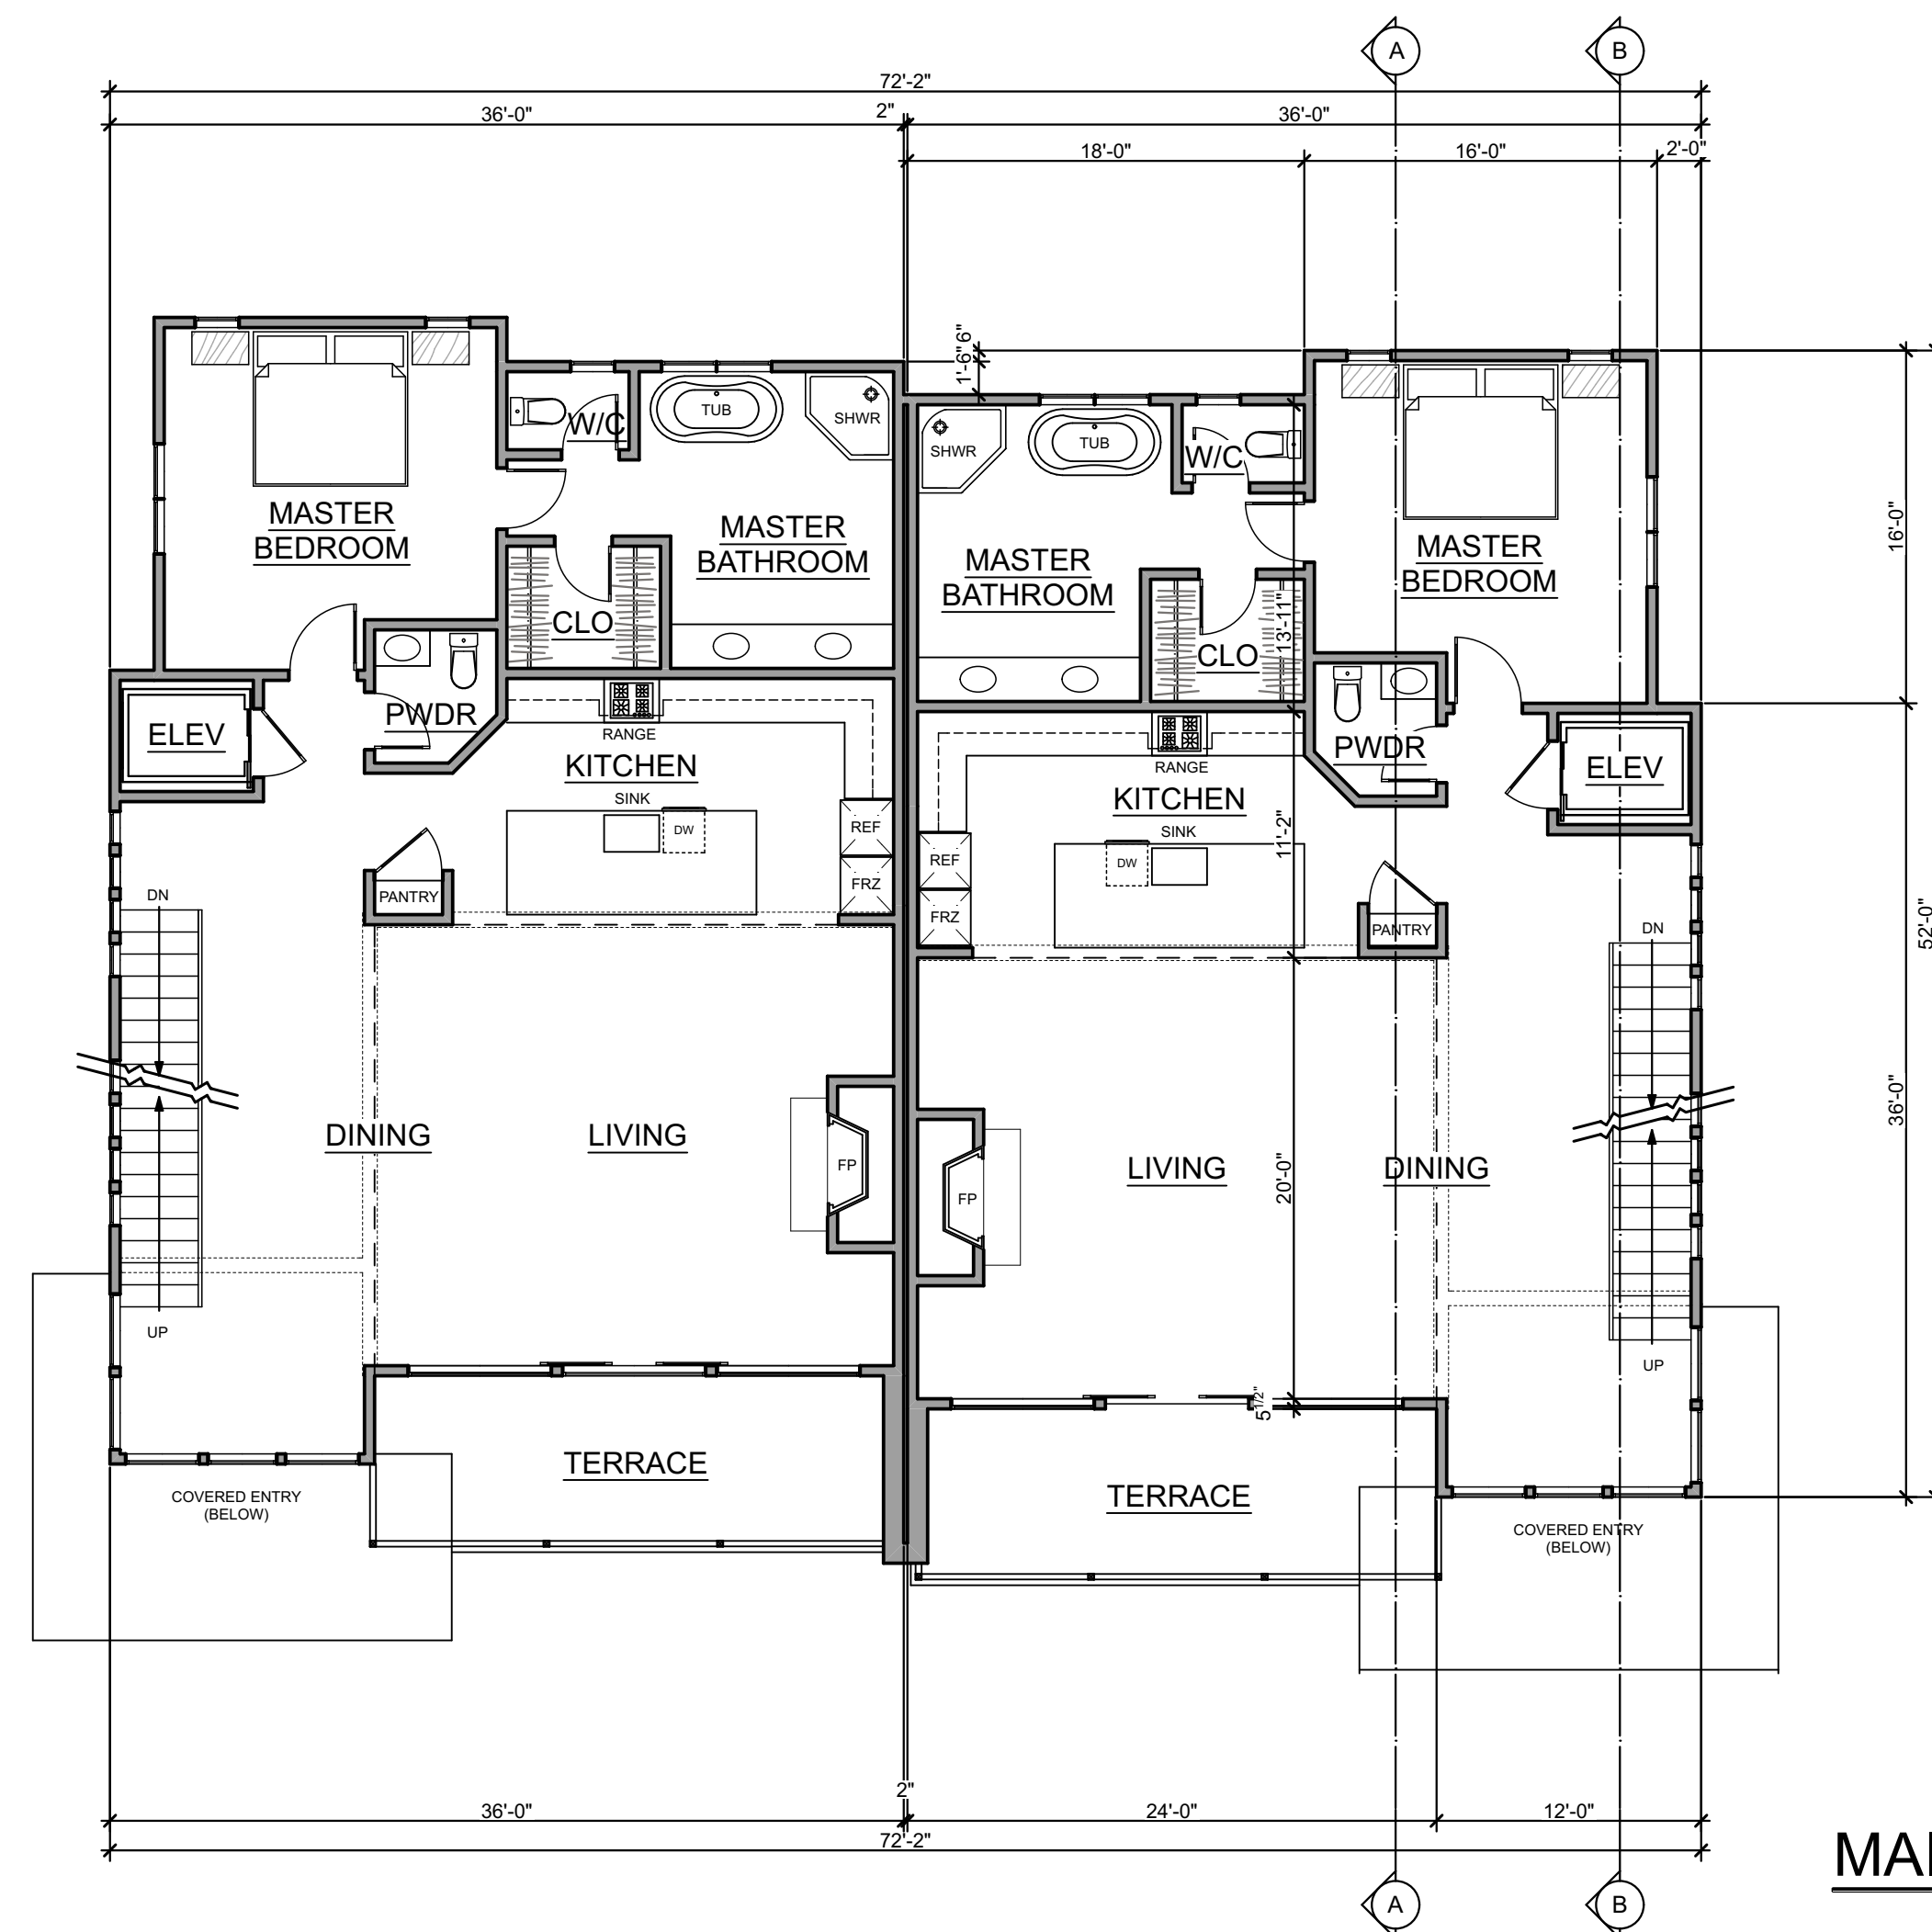 A
B
72'-2"
36'-0"
2"
36'-0"
18'-0"
16'-0"
2'-0"
6"
1'-6"
TUB
SHWR
W/C
MASTER
BEDROOM
MASTER
BATHROOM
CLO
PWDR
ELEV
RANGE
KITCHEN
SINK
DW
REF
FRZ
PANTRY
DN
DINING
LIVING
FP
UP
TERRACE
COVERED ENTRY
(BELOW)
SHWR
TUB
W/C
MASTER
BATHROOM
MASTER
BEDROOM
CLO
13'-11"
PWDR
ELEV
RANGE
KITCHEN
SINK
DW
REF
FRZ
11'-2"
PANTRY
DN
LIVING
DINING
FP
20'-0"
UP
5 1/2"
TERRACE
COVERED ENTRY
(BELOW)
16'-0"
52'-0"
36'-0"
2"
36'-0"
24'-0"
12'-0"
72'-2"
A
B